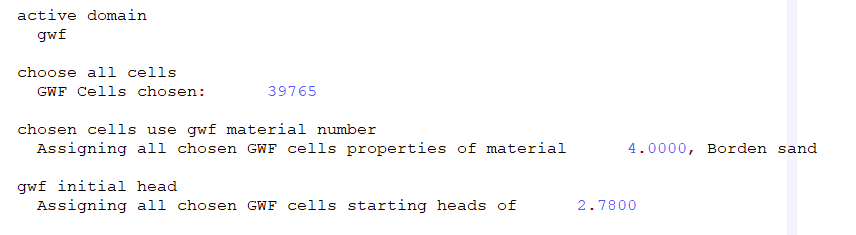 active domain
gwf
choose all cells
GWF Cells chosen: 39765
chosen cells use gwf material number
Assigning all chosen GWF cells properties of material 4.0000, Borden sand
gwf initial head
Assigning all chosen GWF cells starting heads of 2.7800